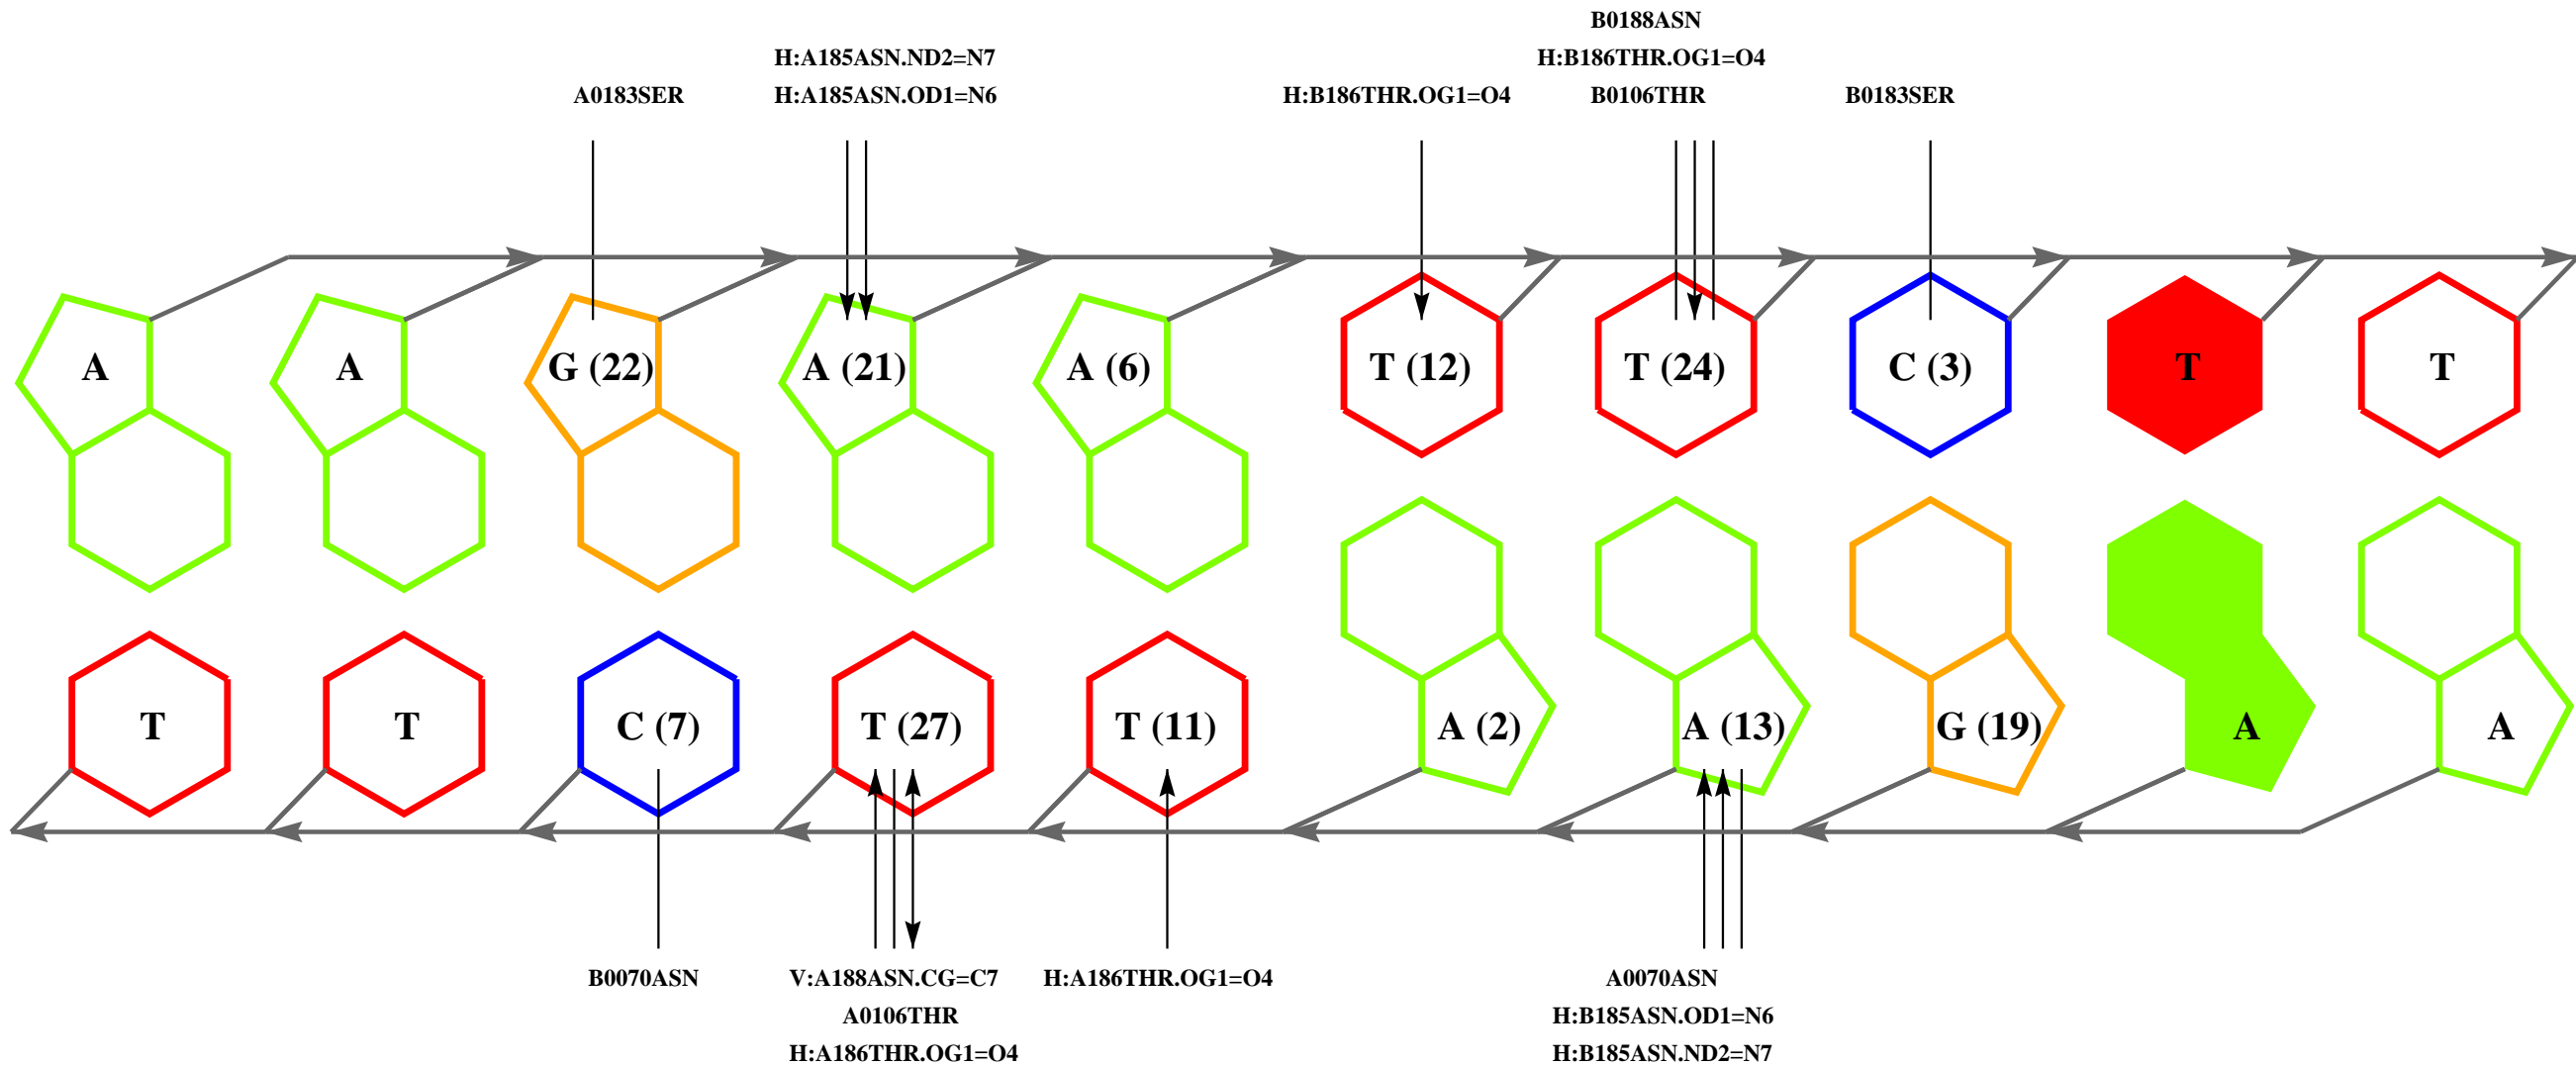 B0188ASN
H:A185ASN.ND2=N7 H:B186THR.OG1=O4
A0183SER H:A185ASN.OD1=N6 H:B186THR.OG1=O4 B0106THR B0183SER
A A G (22) A (21) A (6) T (12) T (24) C (3) T T
T T C (7) T (27) T (11) A (2) A (13) G (19) A A
B0070ASN V:A188ASN.CG=C7 H:A186THR.OG1=O4 A0070ASN
A0106THR H:B185ASN.OD1=N6
H:A186THR.OG1=O4 H:B185ASN.ND2=N7